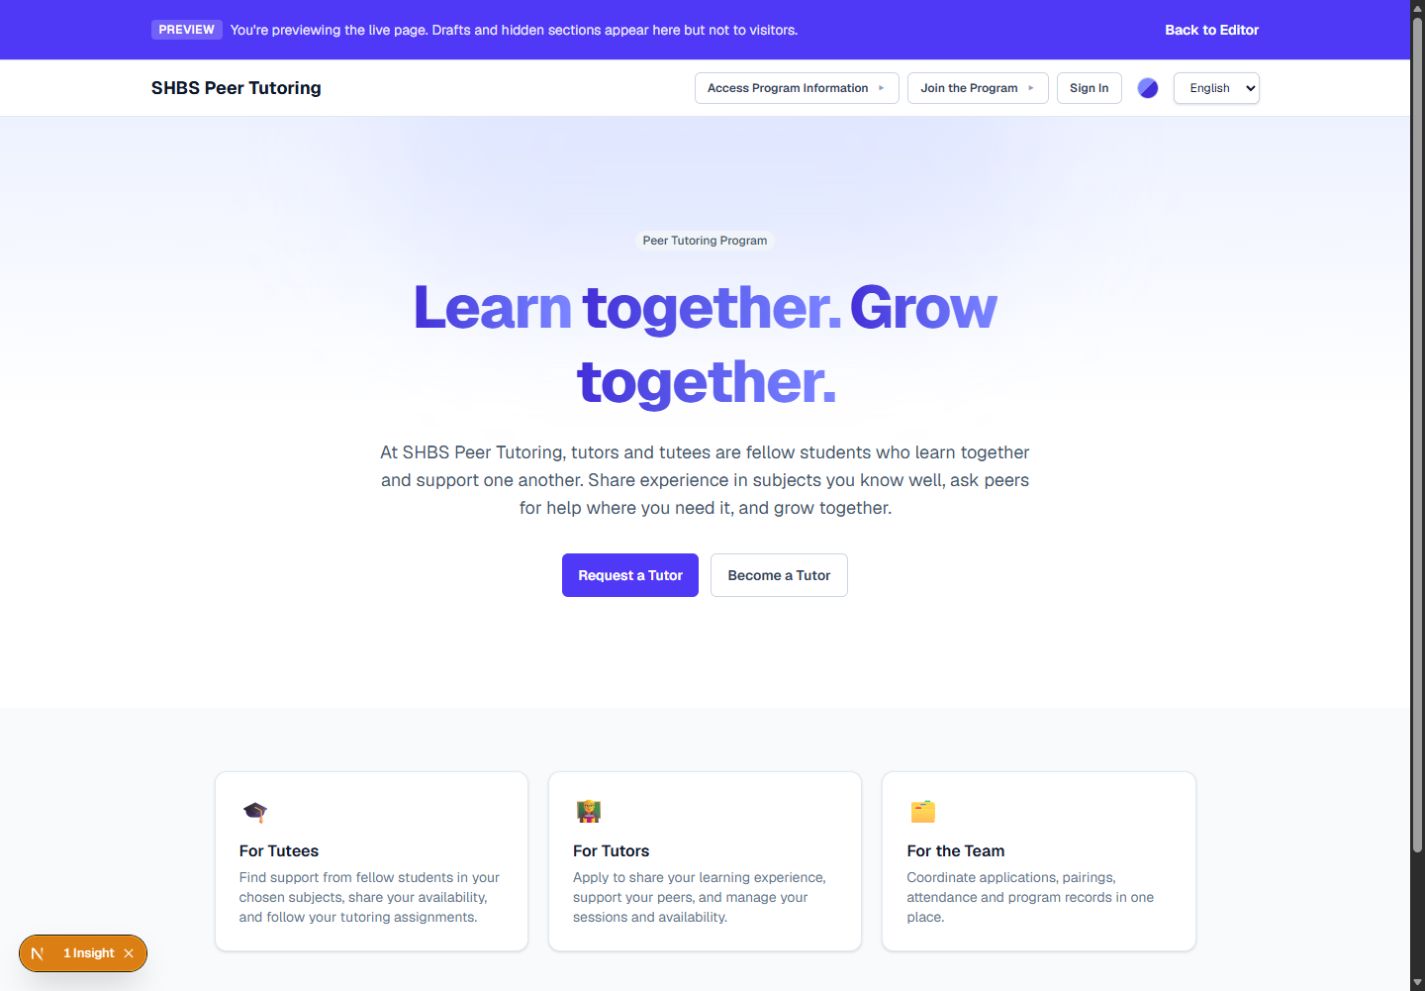 PREVIEW You're previewing the live page. Drafts and hidden sections appear here but not to visitors. Back to Editor
SHBS Peer Tutoring Access Program Information ▸ Join the Program ▸ Sign In English
Peer Tutoring Program
Learn together. Grow
together.
At SHBS Peer Tutoring, tutors and tutees are fellow students who learn together
and support one another. Share experience in subjects you know well, ask peers
for help where you need it, and grow together.
Request a Tutor Become a Tutor
For Tutees
Find support from fellow students in your
chosen subjects, share your availability,
and follow your tutoring assignments.
For Tutors
Apply to share your learning experience,
support your peers, and manage your
sessions and availability.
For the Team
Coordinate applications, pairings,
attendance and program records in one
place.
N 1 Insight ×